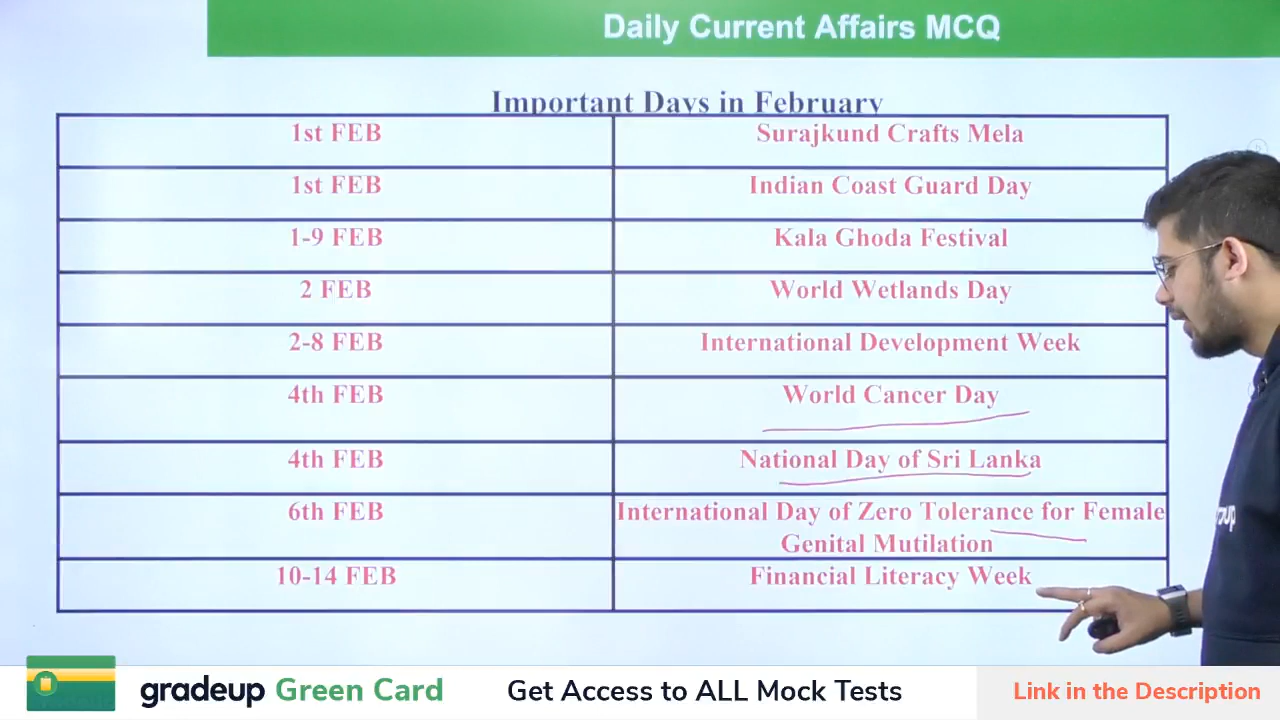 Daily Current Affairs MCQ
Important Days in February
1st FEB Surajkund Crafts Mela
1st FEB Indian Coast Guard Day
1-9 FEB Kala Ghoda Festival
2 FEB World Wetlands Day
2-8 FEB International Development Week
4th FEB World Cancer Day
4th FEB National Day of Sri Lanka
6th FEB International Day of Zero Tolerance for Female
Genital Mutilation
10-14 FEB Financial Literacy Week
gradeup Green Card Get Access to ALL Mock Tests Link in the Description